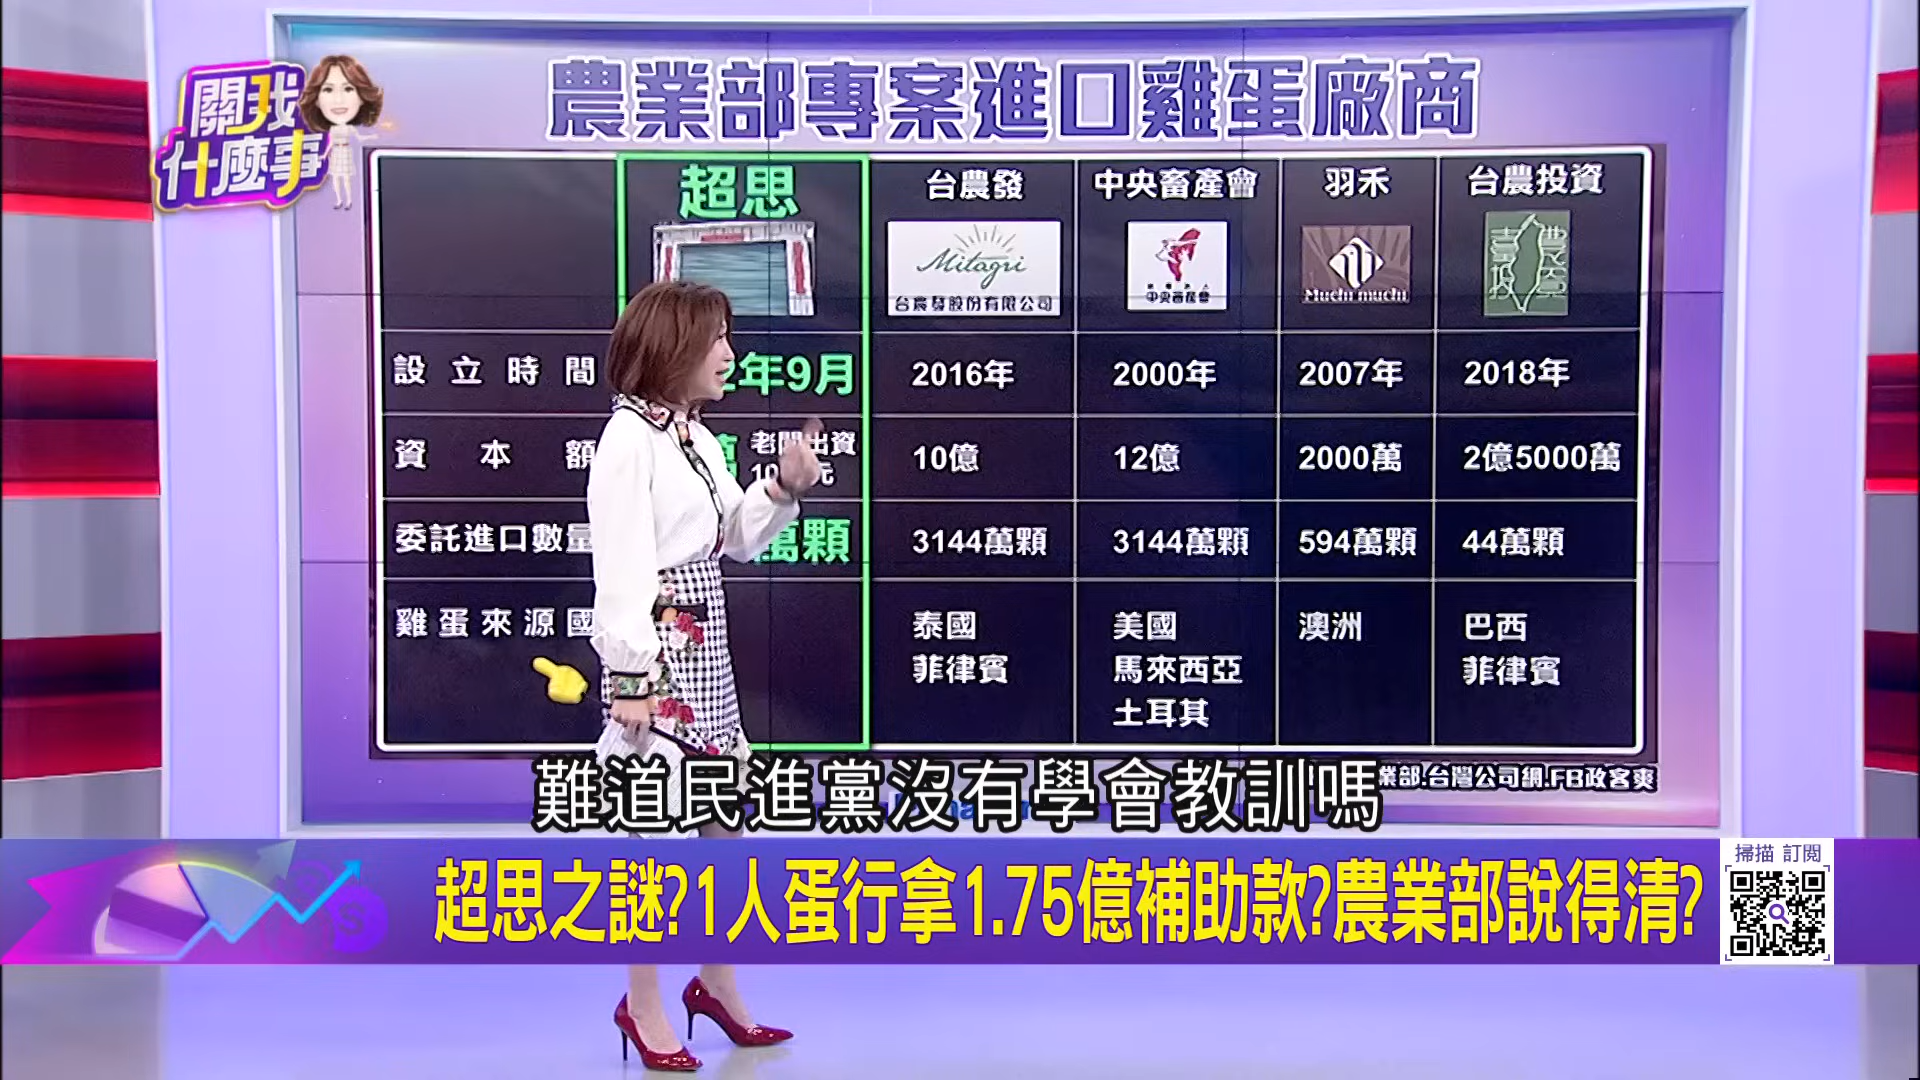 關我
什麼事
農業部專案進口雞蛋廠商
超思
台農發
中央畜產會
羽禾
台農投資
Mitagri
台農發股份有限公司
中央畜產會
Muchi muchi
設立時間
2年9月
2016年
2000年
2007年
2018年
資本額
萬
老闆出資
10
元
10億
12億
2000萬
2億5000萬
委託進口數量
萬顆
3144萬顆
3144萬顆
594萬顆
44萬顆
雞蛋來源國
泰國
菲律賓
美國
馬來西亞
土耳其
澳洲
巴西
菲律賓
業部.台灣公司網.FB政客爽
難道民進黨沒有學會教訓嗎
超思之謎?1人蛋行拿1.75億補助款?農業部說得清?
掃描 訂閱